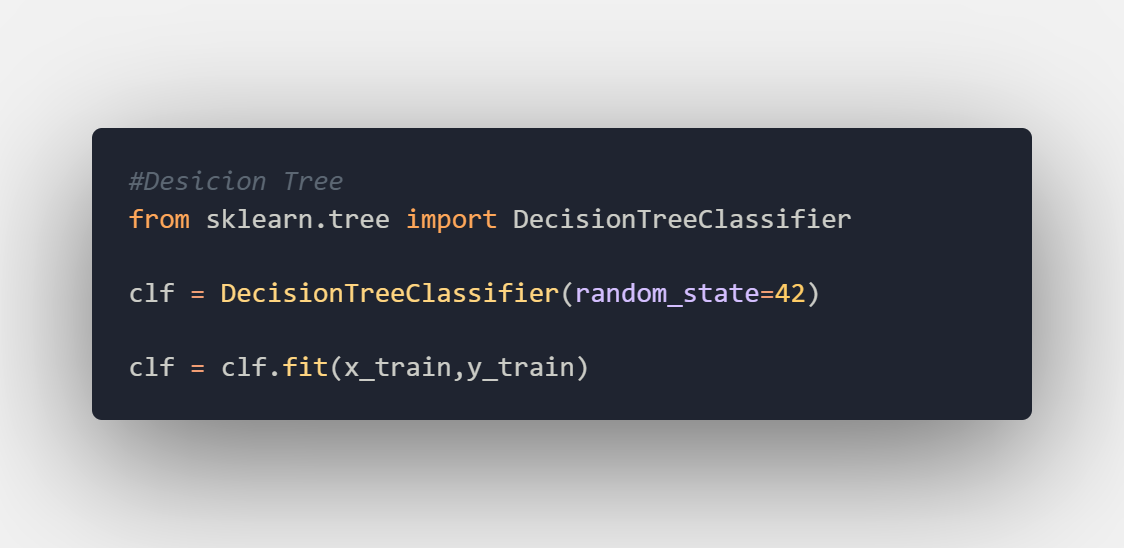 #Desicion Tree
from sklearn.tree import DecisionTreeClassifier
clf = DecisionTreeClassifier(random_state=42)
clf = clf.fit(x_train,y_train)